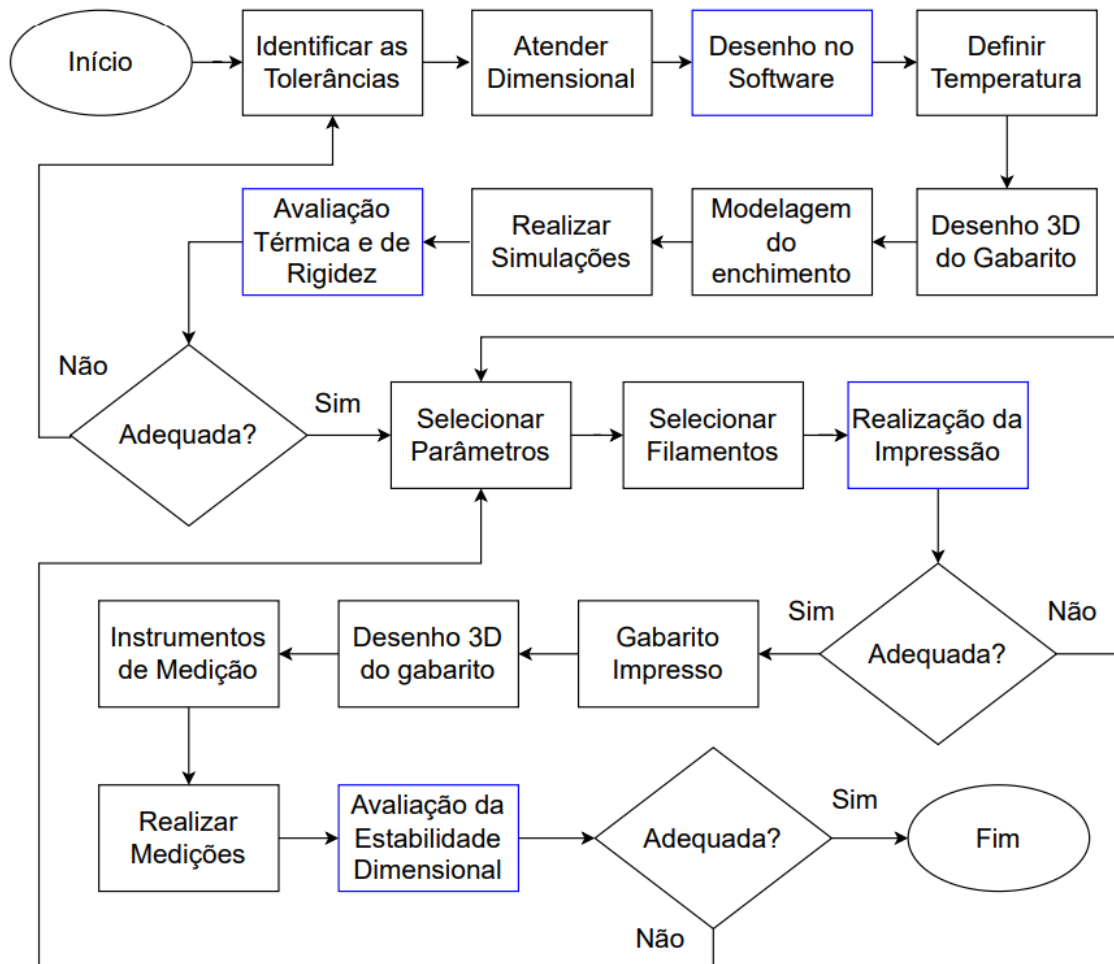 Início
Identificar as
Tolerâncias
Atender
Dimensional
Desenho no
Software
Definir
Temperatura
Avaliação
Térmica e de
Rigidez
Realizar
Simulações
Modelagem
do
enchimento
Desenho 3D
do Gabarito
Não
Adequada?
Sim
Selecionar
Parâmetros
Selecionar
Filamentos
Realização da
Impressão
Instrumentos
de Medição
Desenho 3D
do gabarito
Gabarito
Impresso
Sim
Adequada?
Não
Realizar
Medições
Avaliação da
Estabilidade
Dimensional
Adequada?
Sim
Fim
Não